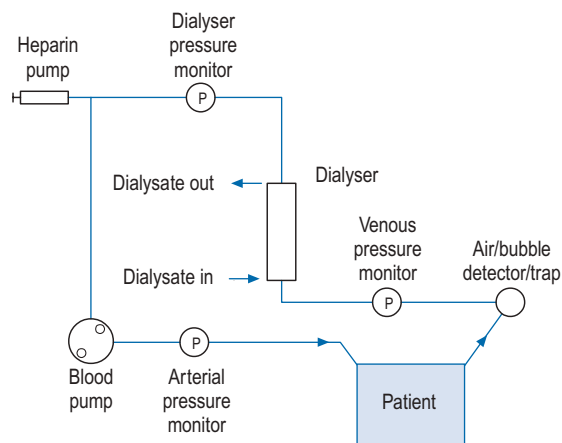 Dialyser
pressure
monitor
Heparin
pump
P
Dialysate out
Dialyser
Dialysate in
Venous
pressure
monitor
Air/bubble
detector/trap
P
P
Blood
pump
Arterial
pressure
monitor
Patient